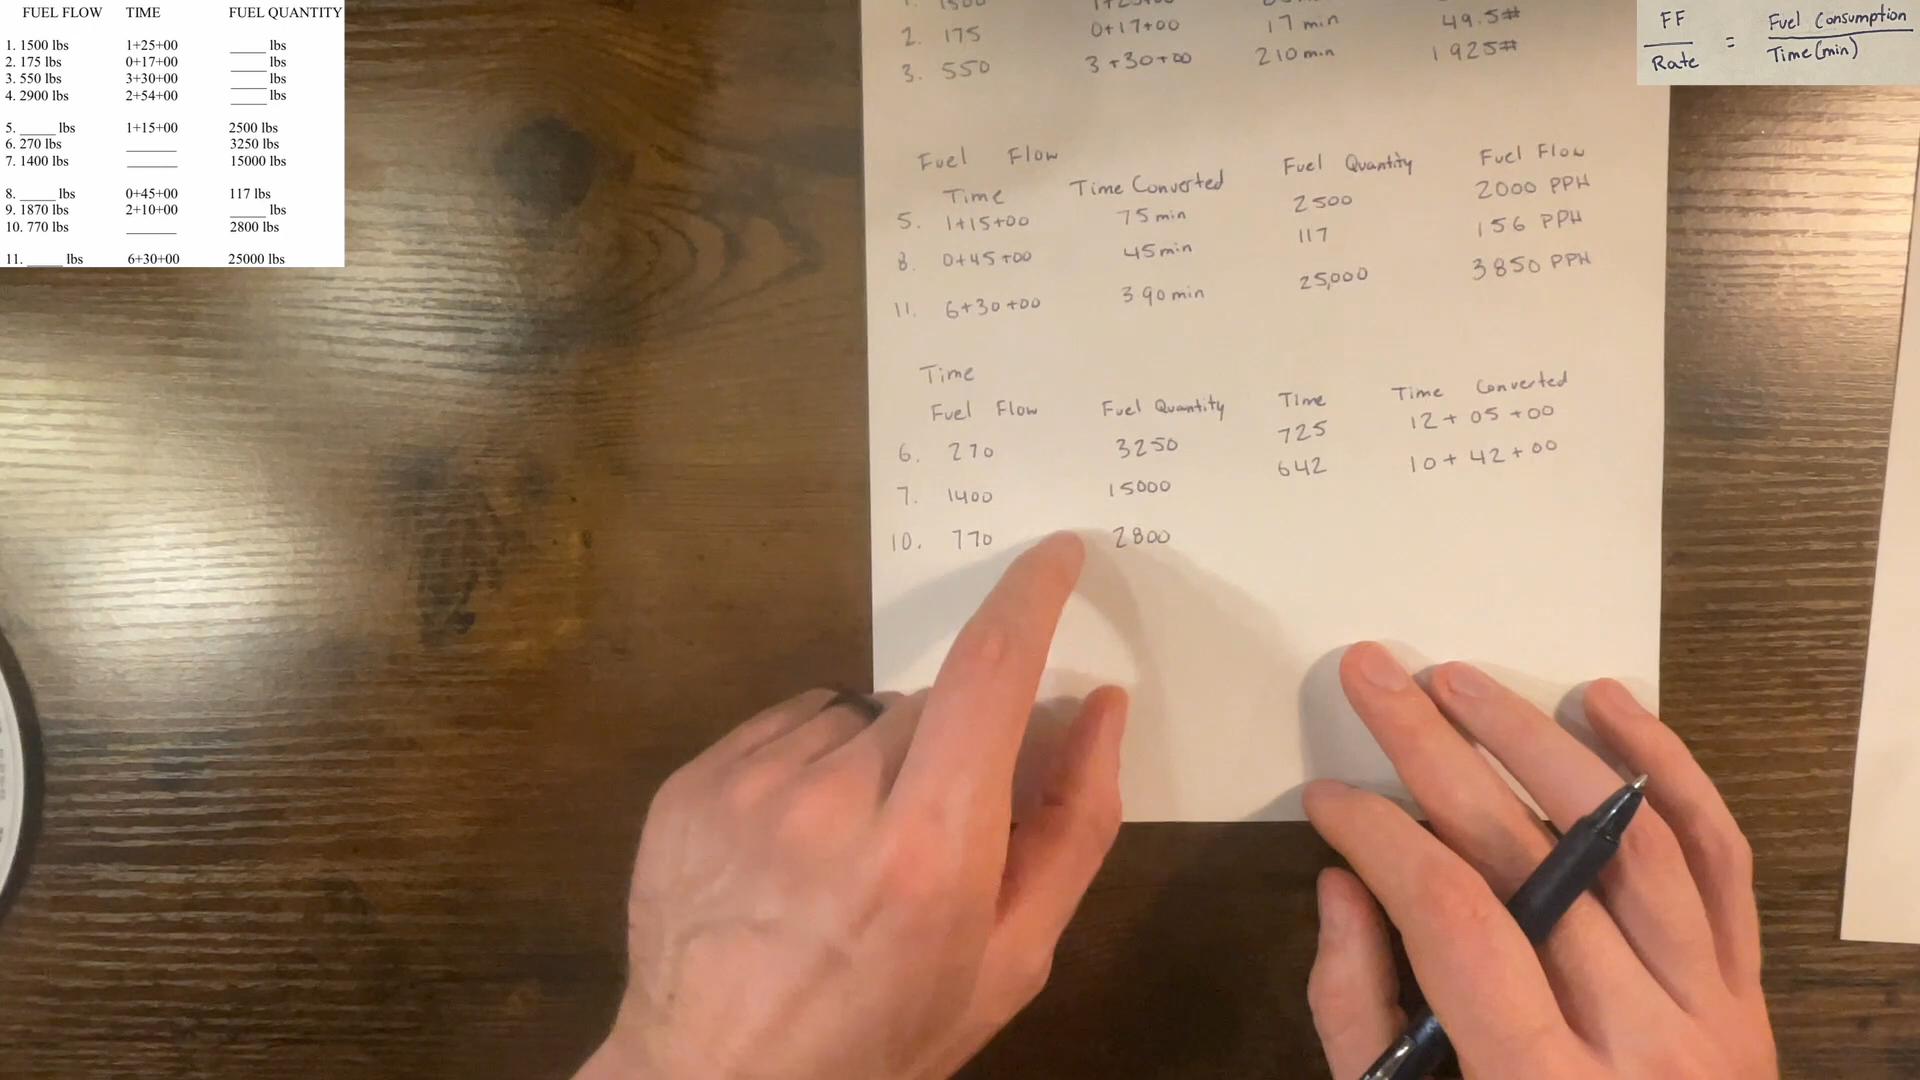 FUEL FLOW TIME FUEL QUANTITY
1. 1500 lbs 1+25+00 _____ lbs
2. 175 lbs 0+17+00 _____ lbs
3. 550 lbs 3+30+00 _____ lbs
4. 2900 lbs 2+54+00 _____ lbs
5. _____ lbs 1+15+00 2500 lbs
6. 270 lbs _______ 3250 lbs
7. 1400 lbs _______ 15000 lbs
8. _____ lbs 0+45+00 117 lbs
9. 1870 lbs 2+10+00 _____ lbs
10. 770 lbs _______ 2800 lbs
11. _____ lbs 6+30+00 25000 lbs
FF = Fuel Consumption
Rate Time(min)
1. 1500
2. 175 0+17+00 17 min 49.5#
3. 550 3+30+00 210 min 1925#
Fuel Flow
Time Time Converted Fuel Quantity Fuel Flow
5. 1+15+00 75 min 2500 2000 PPH
8. 0+45+00 45 min 117 156 PPH
11. 6+30+00 390 min 25,000 3850 PPH
Time
Fuel Flow Fuel Quantity Time Time Converted
6. 270 3250 725 12+05+00
7. 1400 15000 642 10+42+00
10. 770 2800